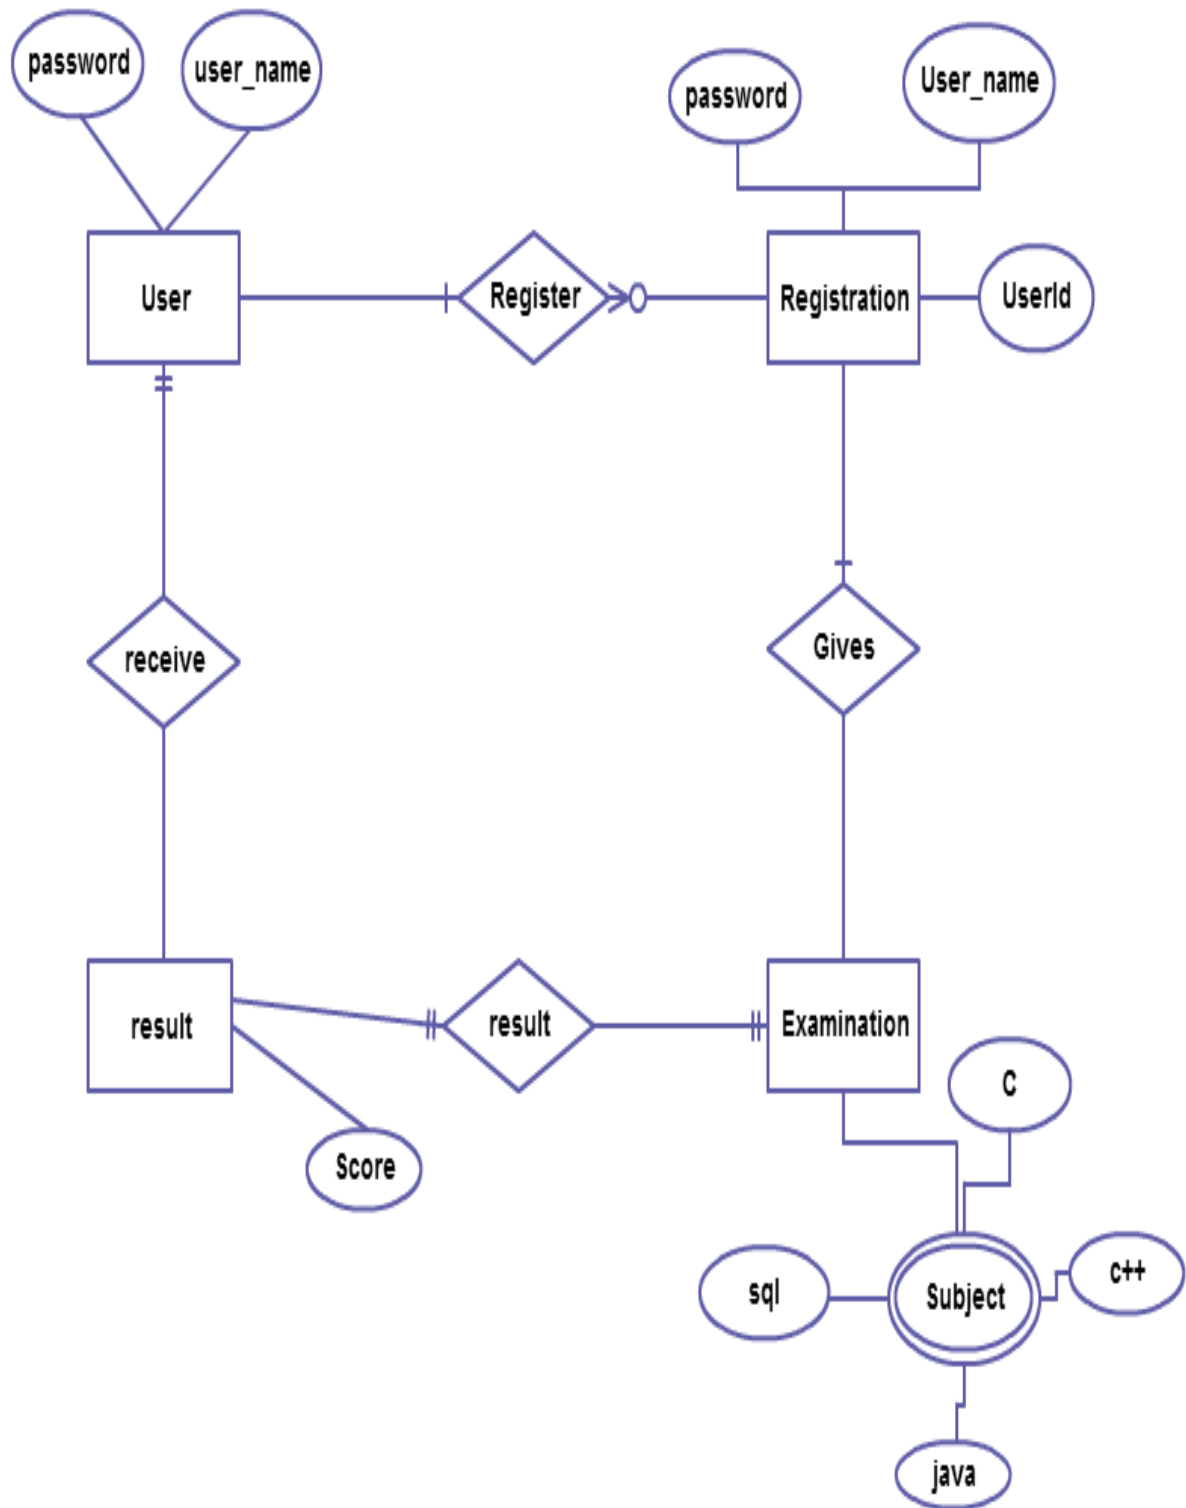 password
user_name
password
User_name
User
Register
Registration
UserId
receive
Gives
result
result
Examination
Score
C
sql
Subject
c++
java